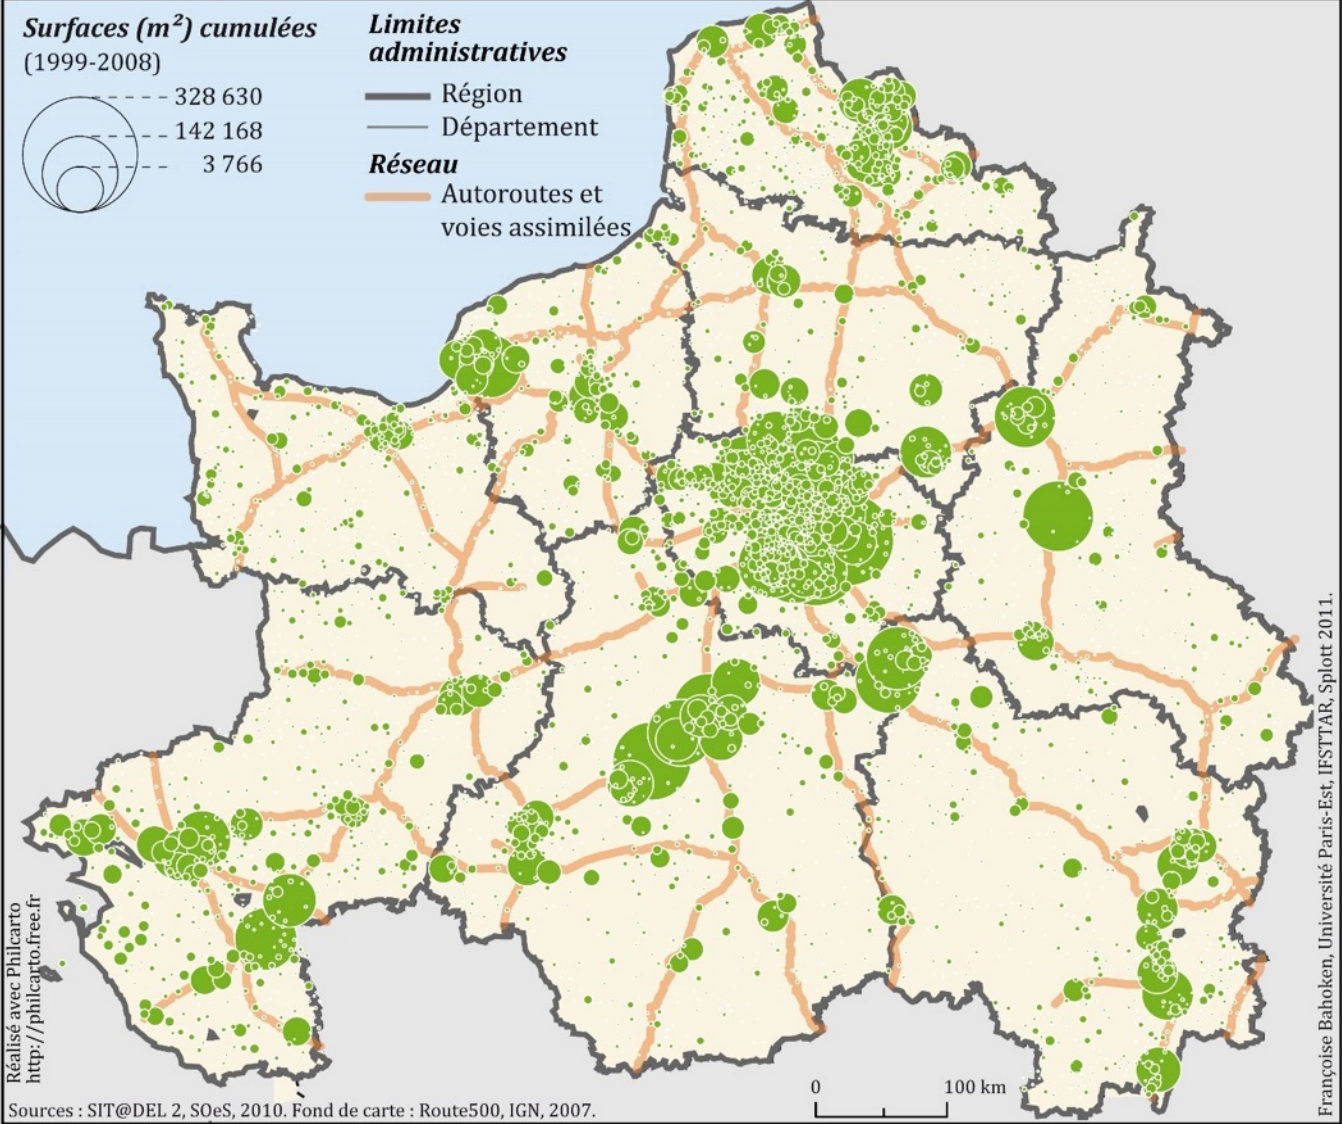 Surfaces (m²) cumulées
(1999-2008)
328 630
142 168
3 766
Limites
administratives
Région
Département
Réseau
Autoroutes et
voies assimilées
Réalisé avec Philcarto
http://philcarto.free.fr
Françoise Bahoken, Université Paris-Est, IFSTTAR, Splott 2011.
0 100 km
Sources : SIT@DEL 2, SOeS, 2010. Fond de carte : Route500, IGN, 2007.